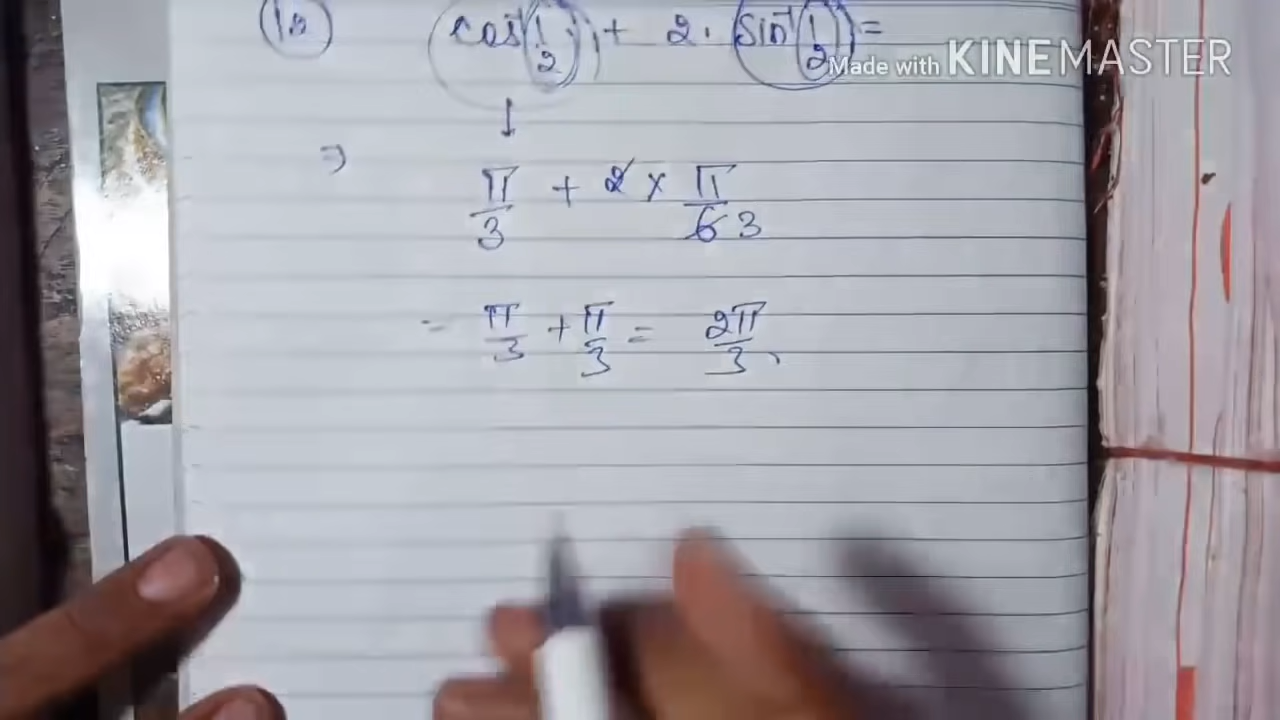 12 cos⁻¹(1/2) + 2 · sin⁻¹(1/2) =
Made with KINEMASTER
⇒ π/3 + 2 × π/6 3
= π/3 + π/3 = 2π/3,